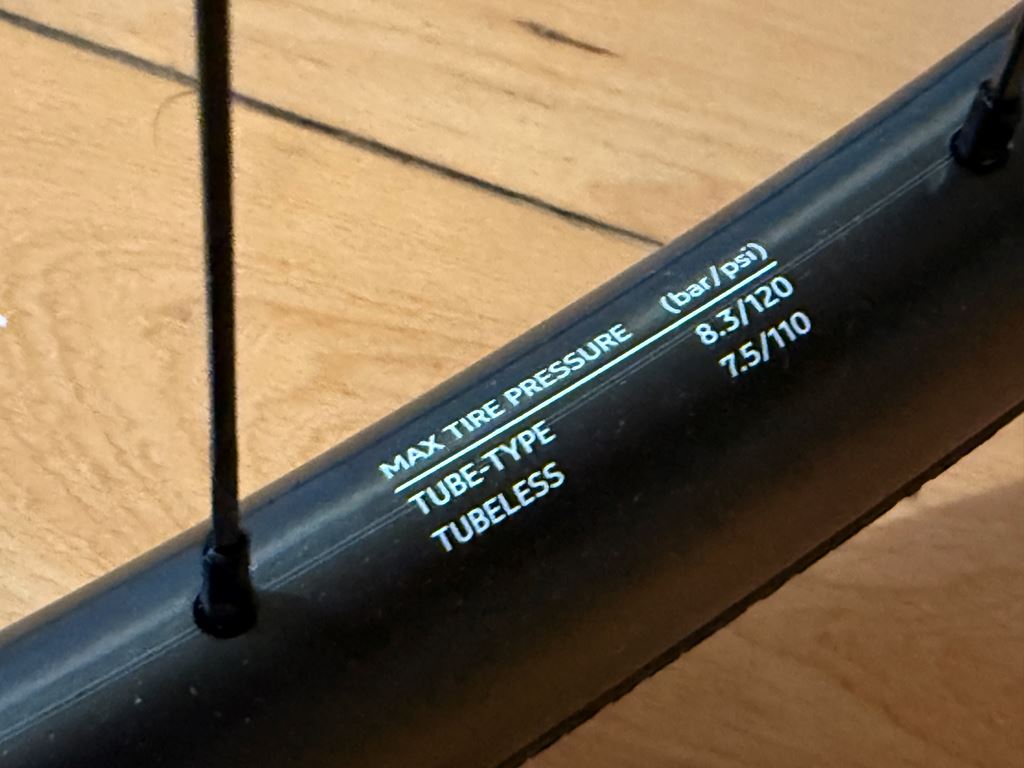 MAX TIRE PRESSURE (bar/psi)
TUBE-TYPE 8.3/120
TUBELESS 7.5/110